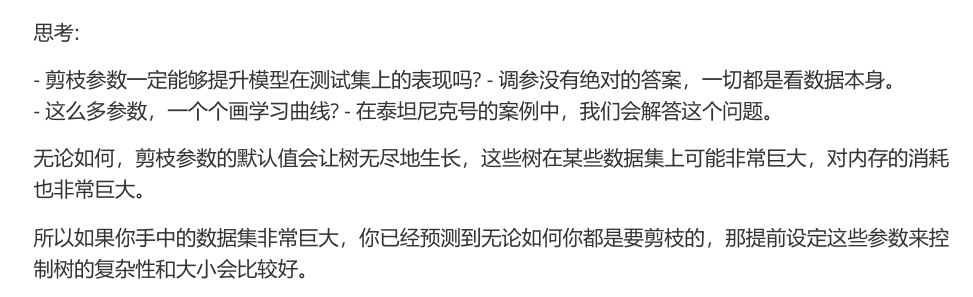 思考:
- 剪枝参数一定能够提升模型在测试集上的表现吗? - 调参没有绝对的答案，一切都是看数据本身。
- 这么多参数，一个个画学习曲线? - 在泰坦尼克号的案例中，我们会解答这个问题。
无论如何，剪枝参数的默认值会让树无尽地生长，这些树在某些数据集上可能非常巨大，对内存的消耗
也非常巨大。
所以如果你手中的数据集非常巨大，你已经预测到无论如何你都是要剪枝的，那提前设定这些参数来控
制树的复杂性和大小会比较好。